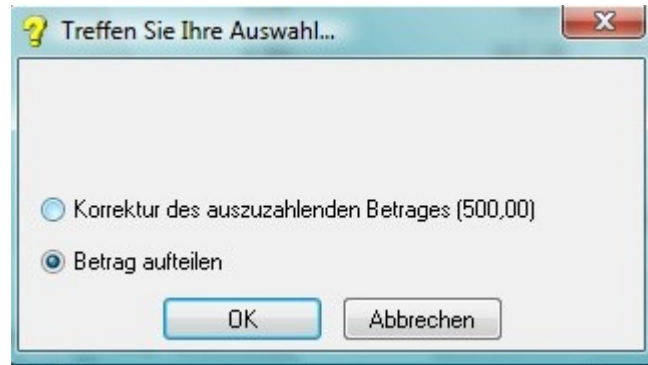 Treffen Sie Ihre Auswahl...
Korrektur des auszuzahlenden Betrages (500,00)
Betrag aufteilen
OK
Abbrechen